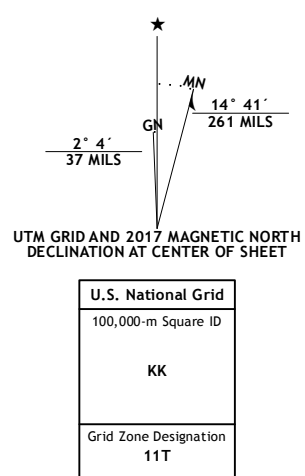 ★
MN
GN
14° 41´
261 MILS
2° 4´
37 MILS
UTM GRID AND 2017 MAGNETIC NORTH
DECLINATION AT CENTER OF SHEET
U.S. National Grid
100,000-m Square ID
KK
Grid Zone Designation
11T